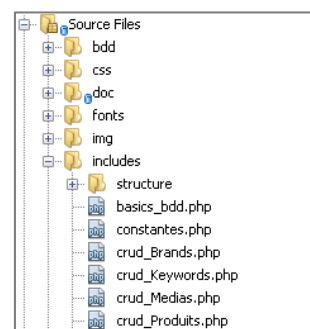 Source Files
bdd
css
doc
fonts
img
includes
structure
basics_bdd.php
constantes.php
crud_Brands.php
crud_Keywords.php
crud_Medias.php
crud_Produits.php